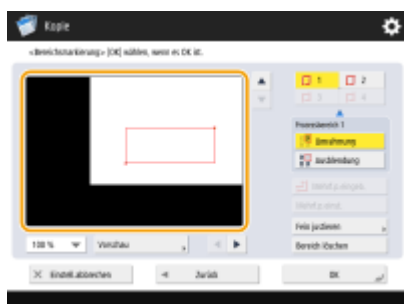 Kopie
<Bereichsmarkierung> [OK] wählen, wenn es OK ist.
1
2
3
4
Prozessbereich 1
Umrahmung
Ausblendung
Fein justieren
100 %
Vorschau
Bereich löschen
Einstell. abbrechen
Zurück
OK